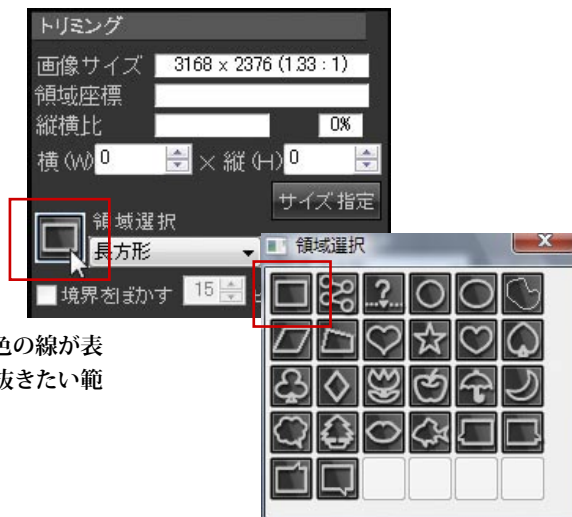 トリミング
画像サイズ 3168 x 2376 (1.33 : 1)
領域座標
縦横比 0%
横(W) 0 × 縦(H) 0
サイズ指定
領域選択
長方形
境界をぼかす 15
領域選択
...?...
色の線が表
抜きたい範